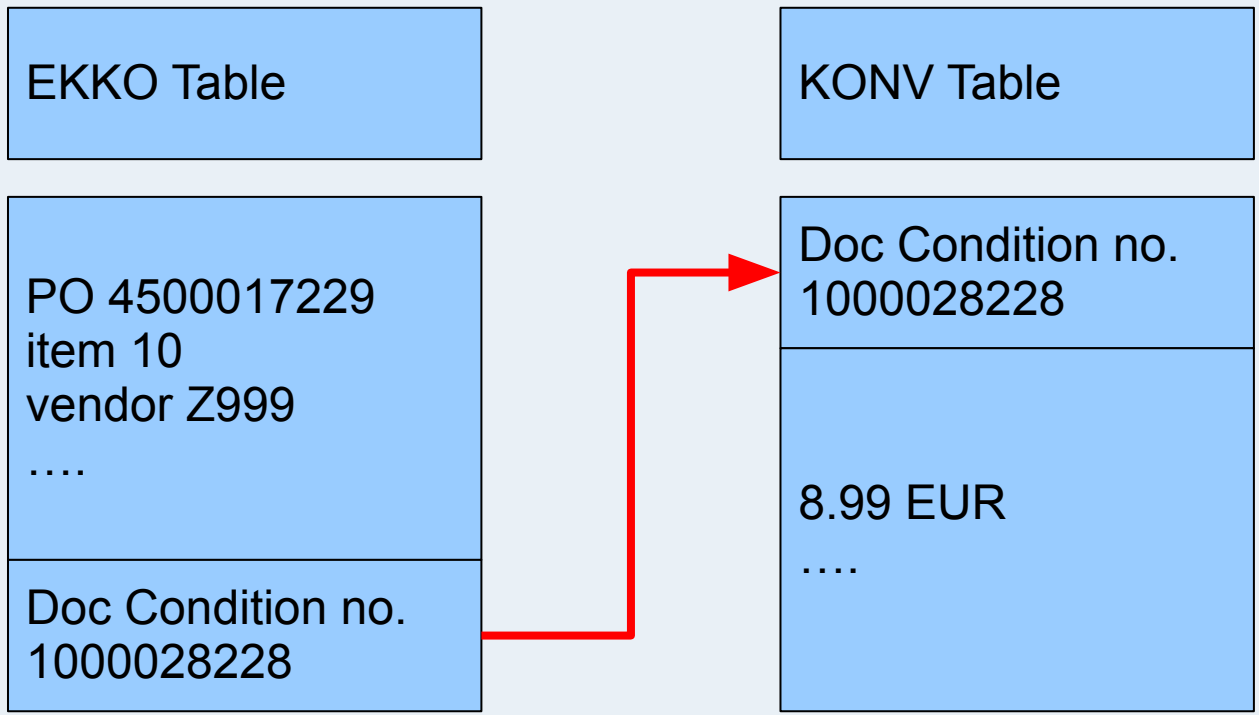 EKKO Table
KONV Table
PO 4500017229
item 10
vendor Z999
....
Doc Condition no.
1000028228
Doc Condition no.
1000028228
8.99 EUR
....